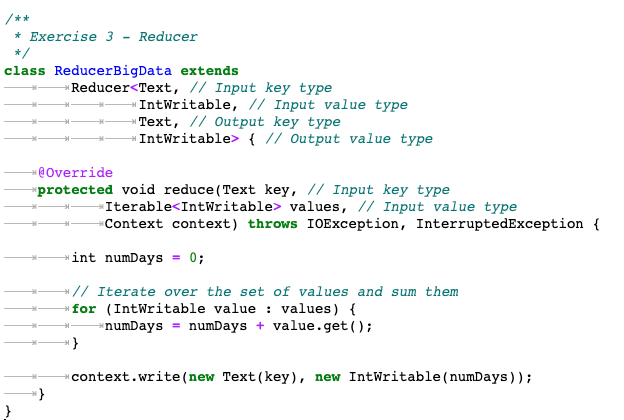 /**
 * Exercise 3 - Reducer
 */
class ReducerBigData extends
		Reducer<Text, // Input key type
				IntWritable, // Input value type
				Text, // Output key type
				IntWritable> { // Output value type

	@Override
	protected void reduce(Text key, // Input key type
			Iterable<IntWritable> values, // Input value type
			Context context) throws IOException, InterruptedException {

		int numDays = 0;

		// Iterate over the set of values and sum them
		for (IntWritable value : values) {
			numDays = numDays + value.get();
		}

		context.write(new Text(key), new IntWritable(numDays));
	}
}